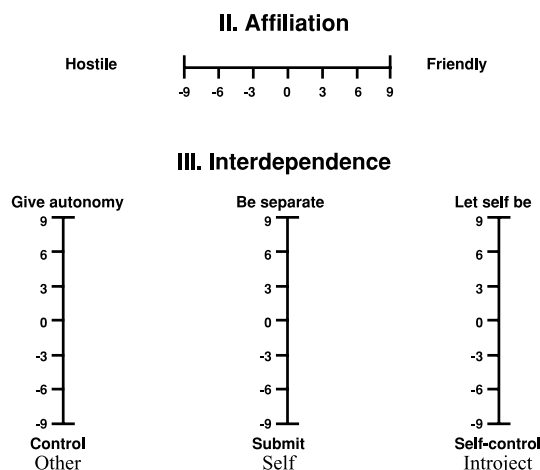 II. Affiliation
Hostile Friendly
-9 -6 -3 0 3 6 9
III. Interdependence
Give autonomy Be separate Let self be
9 9 9
6 6 6
3 3 3
0 0 0
-3 -3 -3
-6 -6 -6
-9 -9 -9
Control Submit Self-control
Other Self Introject